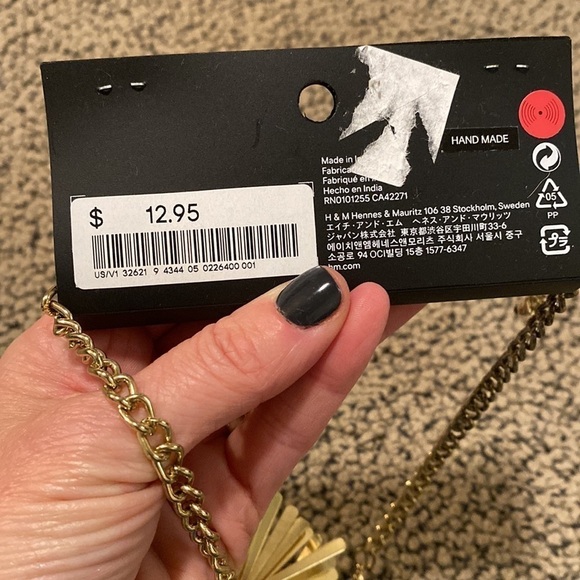 $ 12.95
US/V1 32621 9 4344 05 0226400 001
HAND MADE
Made in
Fabriqué en
Hecho en India
RN0101255 CA42271
H & M Hennes & Mauritz 106 38 Stockholm, Sweden
エイチ・アンド・エム ヘネス・アンド・マウリッツ
ジャパン株式会社 東京都渋谷区宇田川町33-6
에이치앤엠헤네스앤모리츠 주식회사 서울시 중구
소공로 94 OCI빌딩 15층 1577-6347
hm.com
05
PP
プラ